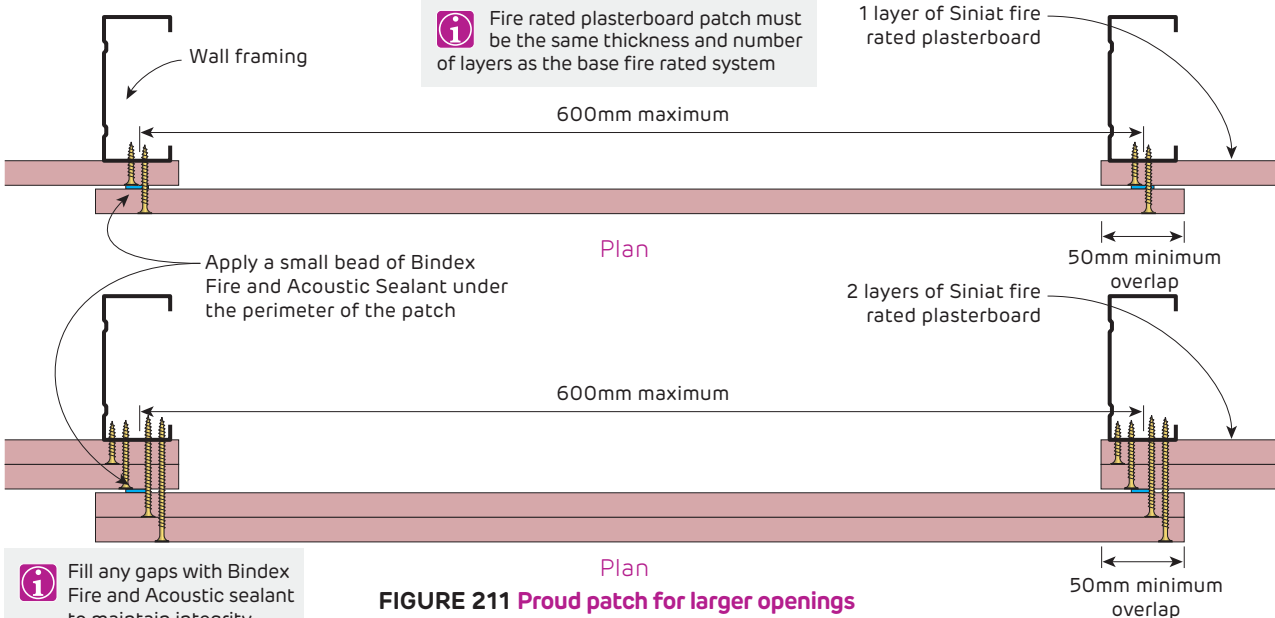 Wall framing
Fire rated plasterboard patch must
be the same thickness and number
of layers as the base fire rated system
1 layer of Siniat fire
rated plasterboard
600mm maximum
Plan
50mm minimum
overlap
Apply a small bead of Bindex
Fire and Acoustic Sealant under
the perimeter of the patch
2 layers of Siniat fire
rated plasterboard
600mm maximum
Plan
50mm minimum
overlap
Fill any gaps with Bindex
Fire and Acoustic sealant
to maintain integrity
FIGURE 211 Proud patch for larger openings